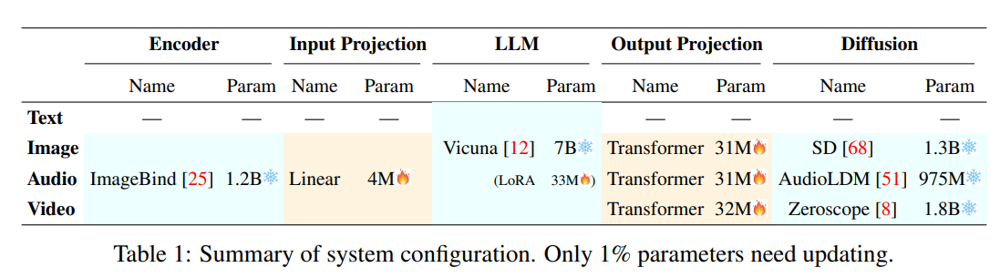 Encoder Input Projection LLM Output Projection Diffusion
Name Param Name Param Name Param Name Param Name Param
Text — — — — — — — —
Image Vicuna [12] 7B Transformer 31M SD [68] 1.3B
Audio ImageBind [25] 1.2B Linear 4M (LoRA 33M) Transformer 31M AudioLDM [51] 975M
Video Transformer 32M Zeroscope [8] 1.8B
Table 1: Summary of system configuration. Only 1% parameters need updating.